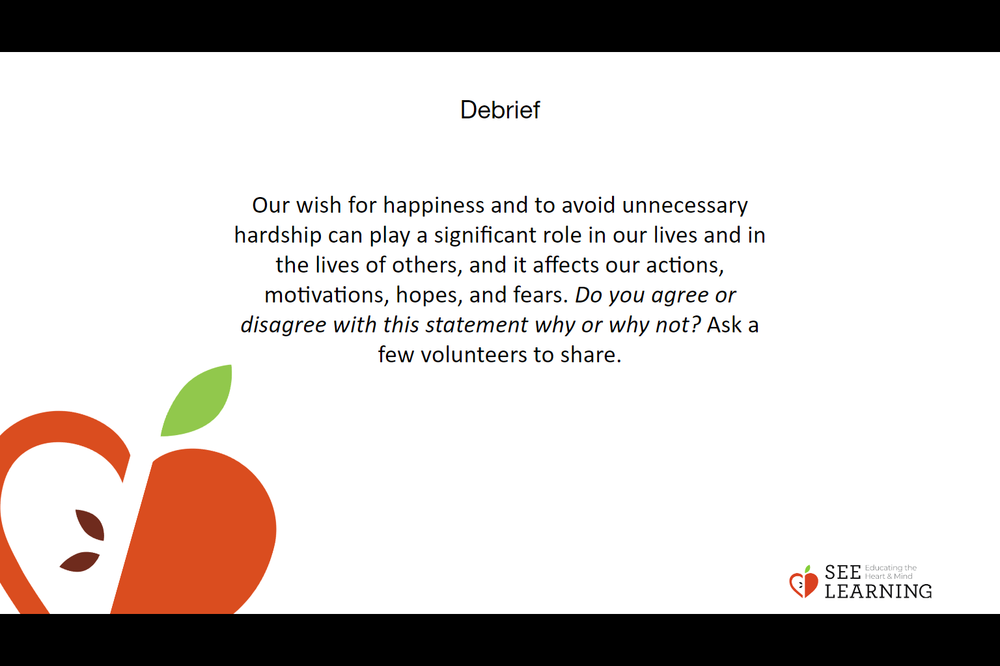 Debrief
Our wish for happiness and to avoid unnecessary
hardship can play a significant role in our lives and in
the lives of others, and it affects our actions,
motivations, hopes, and fears. Do you agree or
disagree with this statement why or why not? Ask a
few volunteers to share.
SEE Educating the
Heart & Mind
LEARNING